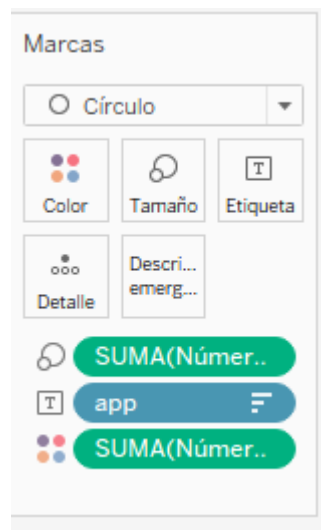 Marcas
Círculo
Color
Tamaño
T
Etiqueta
Detalle
Descri...
emerg...
SUMA(Númer..
T
app
SUMA(Númer..